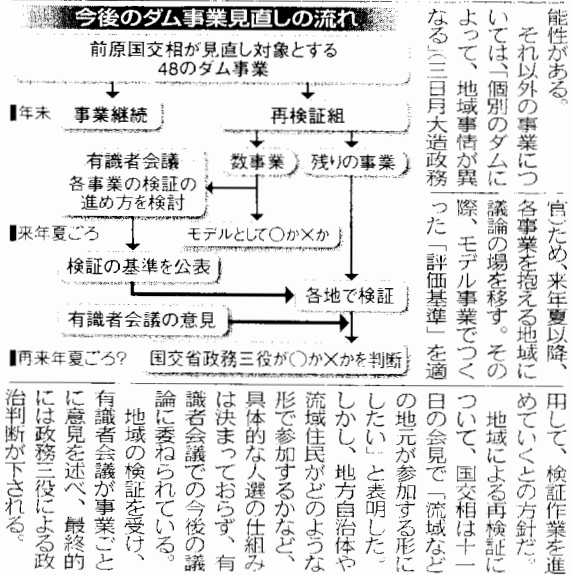 今後のダム事業見直しの流れ
前原国交相が見直し対象とする
48のダム事業
年末
事業継続
再検証組
有識者会議
各事業の検証の
進め方を検討
数事業
残りの事業
来年夏ごろ
モデルとして○か×か
検証の基準を公表
各地で検証
有識者会議の意見
再来年夏ごろ?
国交省政務三役が○か×かを判断
能性がある。
それ以外の事業につ
いては、「個別のダムに
よって、地域事情が異
なる」(三日月大造政務
官)ため、来年夏以降、
各事業を抱える地域に
議論の場を移す。その
際、モデル事業でつく
った「評価基準」を適
用して、検証作業を進
めていくとの方針だ。
地域による再検証に
ついて、国交相は十一
日の会見で「流域など
の地元が参加する形に
したい」と表明した。
しかし、地方自治体や
流域住民がどのような
形で参加するかなど、
具体的な人選の仕組み
は決まっておらず、有
識者会議での今後の議
論に委ねられている。
地域の検証を受け、
有識者会議が事業ごと
に意見を述べ、最終的
には政務三役による政
治判断が下される。